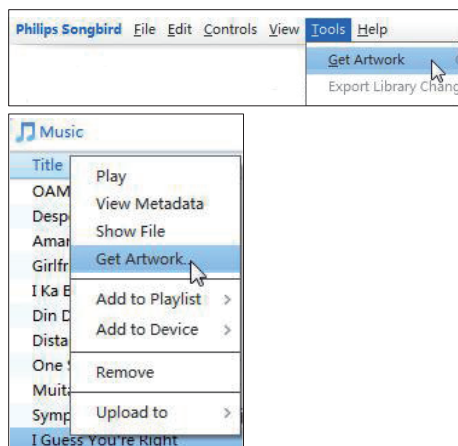 Philips Songbird File Edit Controls View Tools Help
Get Artwork
Export Library Chang
Music
Title
OAM
Desp
Amar
Girlfr
I Ka E
Din D
Dista
One S
Muita
Symp
I Guess You're Right
Play
View Metadata
Show File
Get Artwork...
Add to Playlist >
Add to Device >
Remove
Upload to >